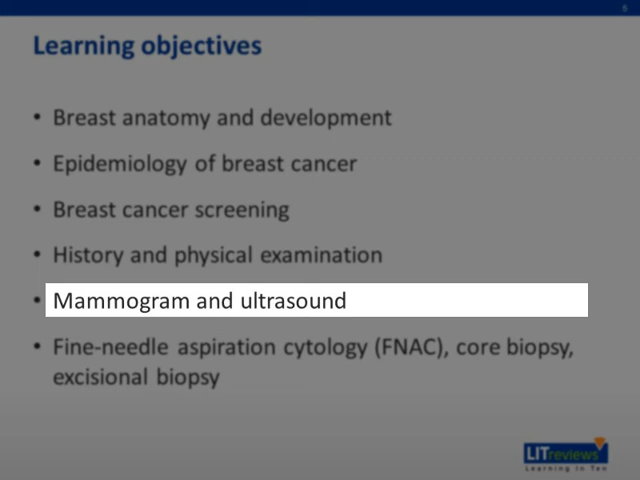 6
Learning objectives
• Breast anatomy and development
• Epidemiology of breast cancer
• Breast cancer screening
• History and physical examination
• Mammogram and ultrasound
• Fine-needle aspiration cytology (FNAC), core biopsy,
excisional biopsy
LITreviews
Learning In Ten